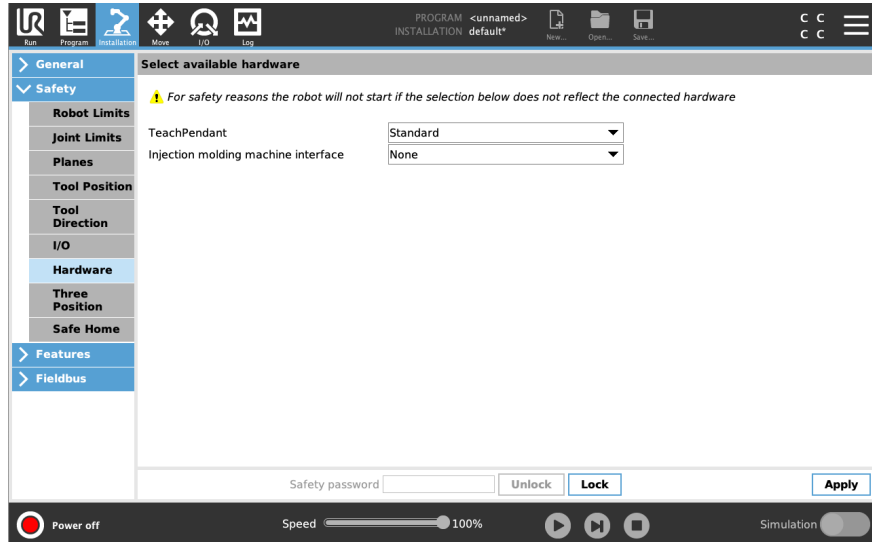 PROGRAM <unnamed>
INSTALLATION default*
C C
C C
Run Program Installation Move I/O Log New... Open... Save...
General
Safety
Robot Limits
Joint Limits
Planes
Tool Position
Tool
Direction
I/O
Hardware
Three
Position
Safe Home
Features
Fieldbus
Select available hardware
For safety reasons the robot will not start if the selection below does not reflect the connected hardware
TeachPendant Standard
Injection molding machine interface None
Safety password Unlock Lock Apply
Power off Speed 100% Simulation